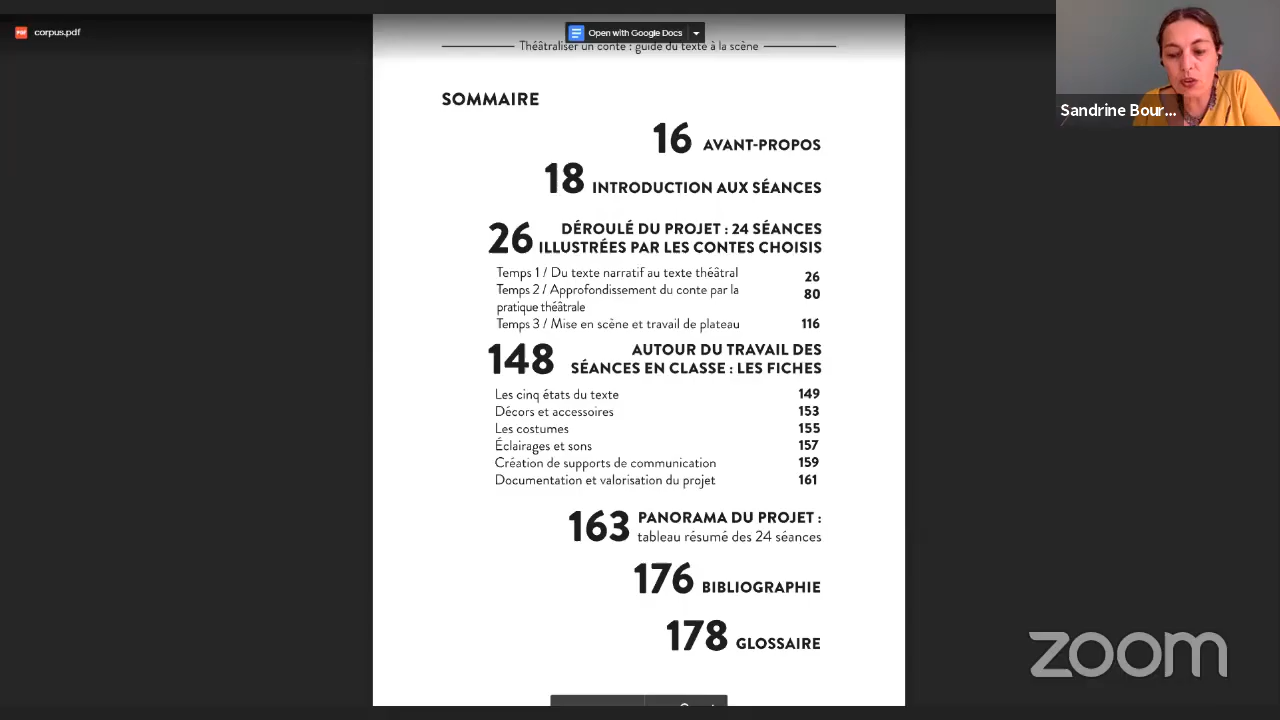 corpus.pdf
PDF
Open with Google Docs
Théâtraliser un conte : guide du texte à la scène
Sandrine Bour...
SOMMAIRE
16 AVANT-PROPOS
18 INTRODUCTION AUX SÉANCES
26 DÉROULÉ DU PROJET : 24 SÉANCES
ILLUSTRÉES PAR LES CONTES CHOISIS
Temps 1 / Du texte narratif au texte théâtral 26
Temps 2 / Approfondissement du conte par la 80
pratique théâtrale
Temps 3 / Mise en scène et travail de plateau 116
148 AUTOUR DU TRAVAIL DES
SÉANCES EN CLASSE : LES FICHES
Les cinq états du texte 149
Décors et accessoires 153
Les costumes 155
Éclairages et sons 157
Création de supports de communication 159
Documentation et valorisation du projet 161
163 PANORAMA DU PROJET :
tableau résumé des 24 séances
176 BIBLIOGRAPHIE
178 GLOSSAIRE
zoom